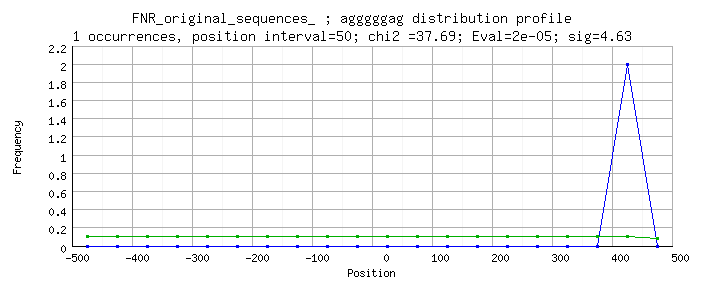 FNR_original_sequences_ ; agggggag distribution profile
1 occurrences, position interval=50; chi2 =37.69; Eval=2e-05; sig=4.63
Frequency
2.2
2
1.8
1.6
1.4
1.2
1
0.8
0.6
0.4
0.2
0
-500 -400 -300 -200 -100 0 100 200 300 400 500
Position